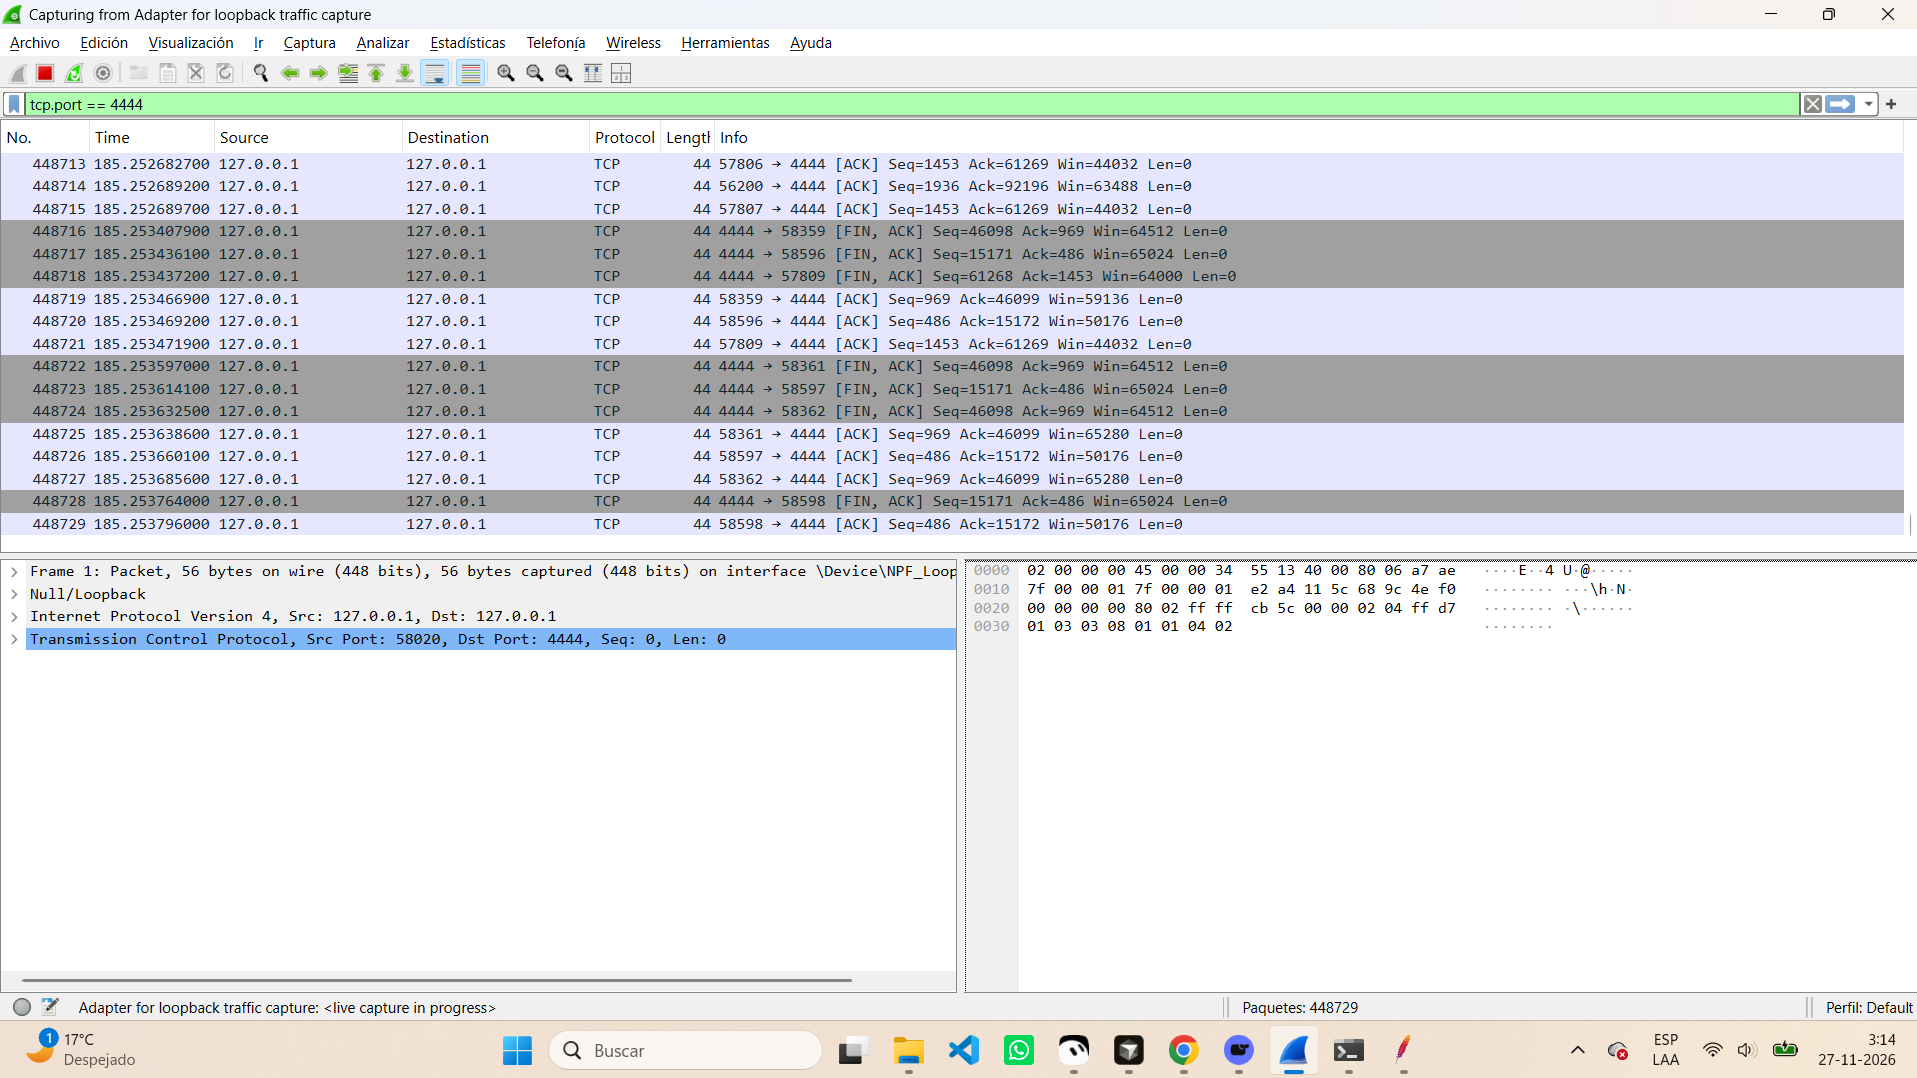 Capturing from Adapter for loopback traffic capture
Archivo Edición Visualización Ir Captura Analizar Estadísticas Telefonía Wireless Herramientas Ayuda
tcp.port == 4444
No. Time Source Destination Protocol Length Info
448713 185.252682700 127.0.0.1 127.0.0.1 TCP 44 57806 → 4444 [ACK] Seq=1453 Ack=61269 Win=44032 Len=0
448714 185.252689200 127.0.0.1 127.0.0.1 TCP 44 56200 → 4444 [ACK] Seq=1936 Ack=92196 Win=63488 Len=0
448715 185.252689700 127.0.0.1 127.0.0.1 TCP 44 57807 → 4444 [ACK] Seq=1453 Ack=61269 Win=44032 Len=0
448716 185.253407900 127.0.0.1 127.0.0.1 TCP 44 4444 → 58359 [FIN, ACK] Seq=46098 Ack=969 Win=64512 Len=0
448717 185.253436100 127.0.0.1 127.0.0.1 TCP 44 4444 → 58596 [FIN, ACK] Seq=15171 Ack=486 Win=65024 Len=0
448718 185.253437200 127.0.0.1 127.0.0.1 TCP 44 4444 → 57809 [FIN, ACK] Seq=61268 Ack=1453 Win=64000 Len=0
448719 185.253466900 127.0.0.1 127.0.0.1 TCP 44 58359 → 4444 [ACK] Seq=969 Ack=46099 Win=59136 Len=0
448720 185.253469200 127.0.0.1 127.0.0.1 TCP 44 58596 → 4444 [ACK] Seq=486 Ack=15172 Win=50176 Len=0
448721 185.253471900 127.0.0.1 127.0.0.1 TCP 44 57809 → 4444 [ACK] Seq=1453 Ack=61269 Win=44032 Len=0
448722 185.253597000 127.0.0.1 127.0.0.1 TCP 44 4444 → 58361 [FIN, ACK] Seq=46098 Ack=969 Win=64512 Len=0
448723 185.253614100 127.0.0.1 127.0.0.1 TCP 44 4444 → 58597 [FIN, ACK] Seq=15171 Ack=486 Win=65024 Len=0
448724 185.253632500 127.0.0.1 127.0.0.1 TCP 44 4444 → 58362 [FIN, ACK] Seq=46098 Ack=969 Win=64512 Len=0
448725 185.253638600 127.0.0.1 127.0.0.1 TCP 44 58361 → 4444 [ACK] Seq=969 Ack=46099 Win=65280 Len=0
448726 185.253660100 127.0.0.1 127.0.0.1 TCP 44 58597 → 4444 [ACK] Seq=486 Ack=15172 Win=50176 Len=0
448727 185.253685600 127.0.0.1 127.0.0.1 TCP 44 58362 → 4444 [ACK] Seq=969 Ack=46099 Win=65280 Len=0
448728 185.253764000 127.0.0.1 127.0.0.1 TCP 44 4444 → 58598 [FIN, ACK] Seq=15171 Ack=486 Win=65024 Len=0
448729 185.253796000 127.0.0.1 127.0.0.1 TCP 44 58598 → 4444 [ACK] Seq=486 Ack=15172 Win=50176 Len=0
Frame 1: Packet, 56 bytes on wire (448 bits), 56 bytes captured (448 bits) on interface \Device\NPF_Loop
Null/Loopback
Internet Protocol Version 4, Src: 127.0.0.1, Dst: 127.0.0.1
Transmission Control Protocol, Src Port: 58020, Dst Port: 4444, Seq: 0, Len: 0
0000 02 00 00 00 45 00 00 34 55 13 40 00 80 06 a7 ae ····E··4 U·@·····
0010 7f 00 00 01 7f 00 00 01 e2 a4 11 5c 68 9c 4e f0 ········ ···\h·N·
0020 00 00 00 00 80 02 ff ff cb 5c 00 00 02 04 ff d7 ········ ·\······
0030 01 03 03 08 01 01 04 02 ········
Adapter for loopback traffic capture: <live capture in progress>
Paquetes: 448729
Perfil: Default
1
17°C
Despejado
Buscar
ESP
LAA
3:14
27-11-2026